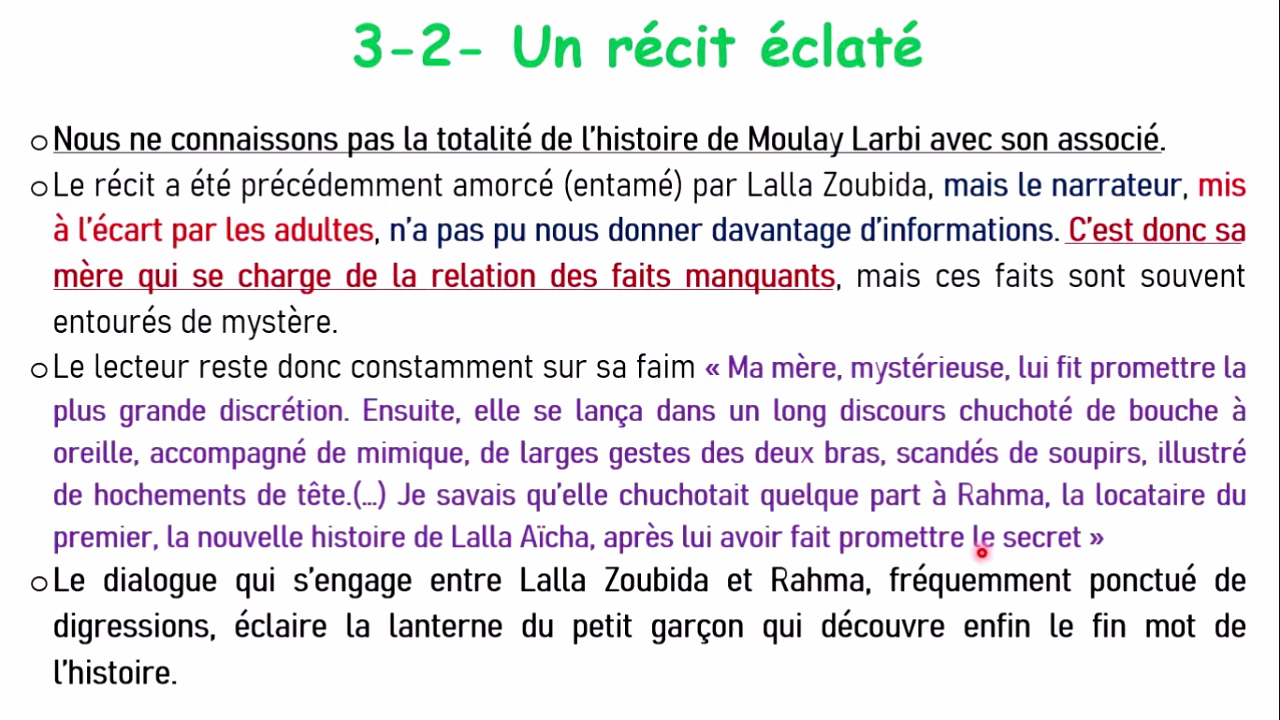 3-2- Un récit éclaté
o Nous ne connaissons pas la totalité de l'histoire de Moulay Larbi avec son associé.
o Le récit a été précédemment amorcé (entamé) par Lalla Zoubida, mais le narrateur, mis
à l'écart par les adultes, n'a pas pu nous donner davantage d'informations. C'est donc sa
mère qui se charge de la relation des faits manquants, mais ces faits sont souvent
entourés de mystère.
o Le lecteur reste donc constamment sur sa faim « Ma mère, mystérieuse, lui fit promettre la
plus grande discrétion. Ensuite, elle se lança dans un long discours chuchoté de bouche à
oreille, accompagné de mimique, de larges gestes des deux bras, scandés de soupirs, illustré
de hochements de tête.(...) Je savais qu'elle chuchotait quelque part à Rahma, la locataire du
premier, la nouvelle histoire de Lalla Aïcha, après lui avoir fait promettre le secret »
o Le dialogue qui s'engage entre Lalla Zoubida et Rahma, fréquemment ponctué de
digressions, éclaire la lanterne du petit garçon qui découvre enfin le fin mot de
l'histoire.